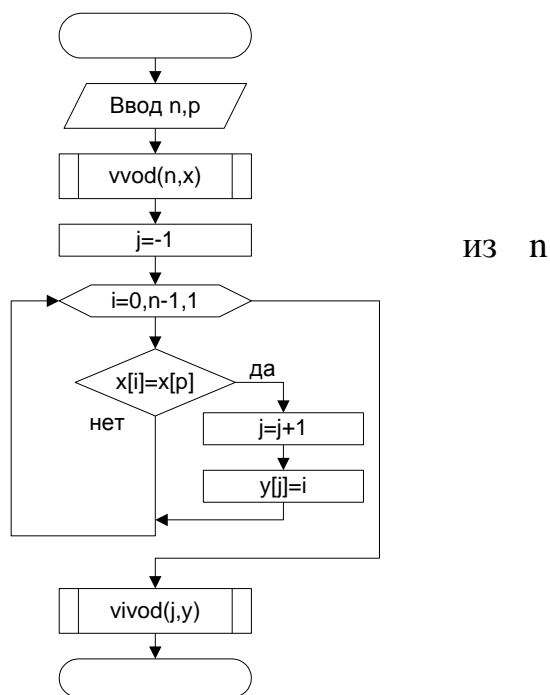 Ввод n,p
vvod(n,x)
j=-1
из n
i=0,n-1,1
x[i]=x[p]
да
нет
j=j+1
y[j]=i
vivod(j,y)